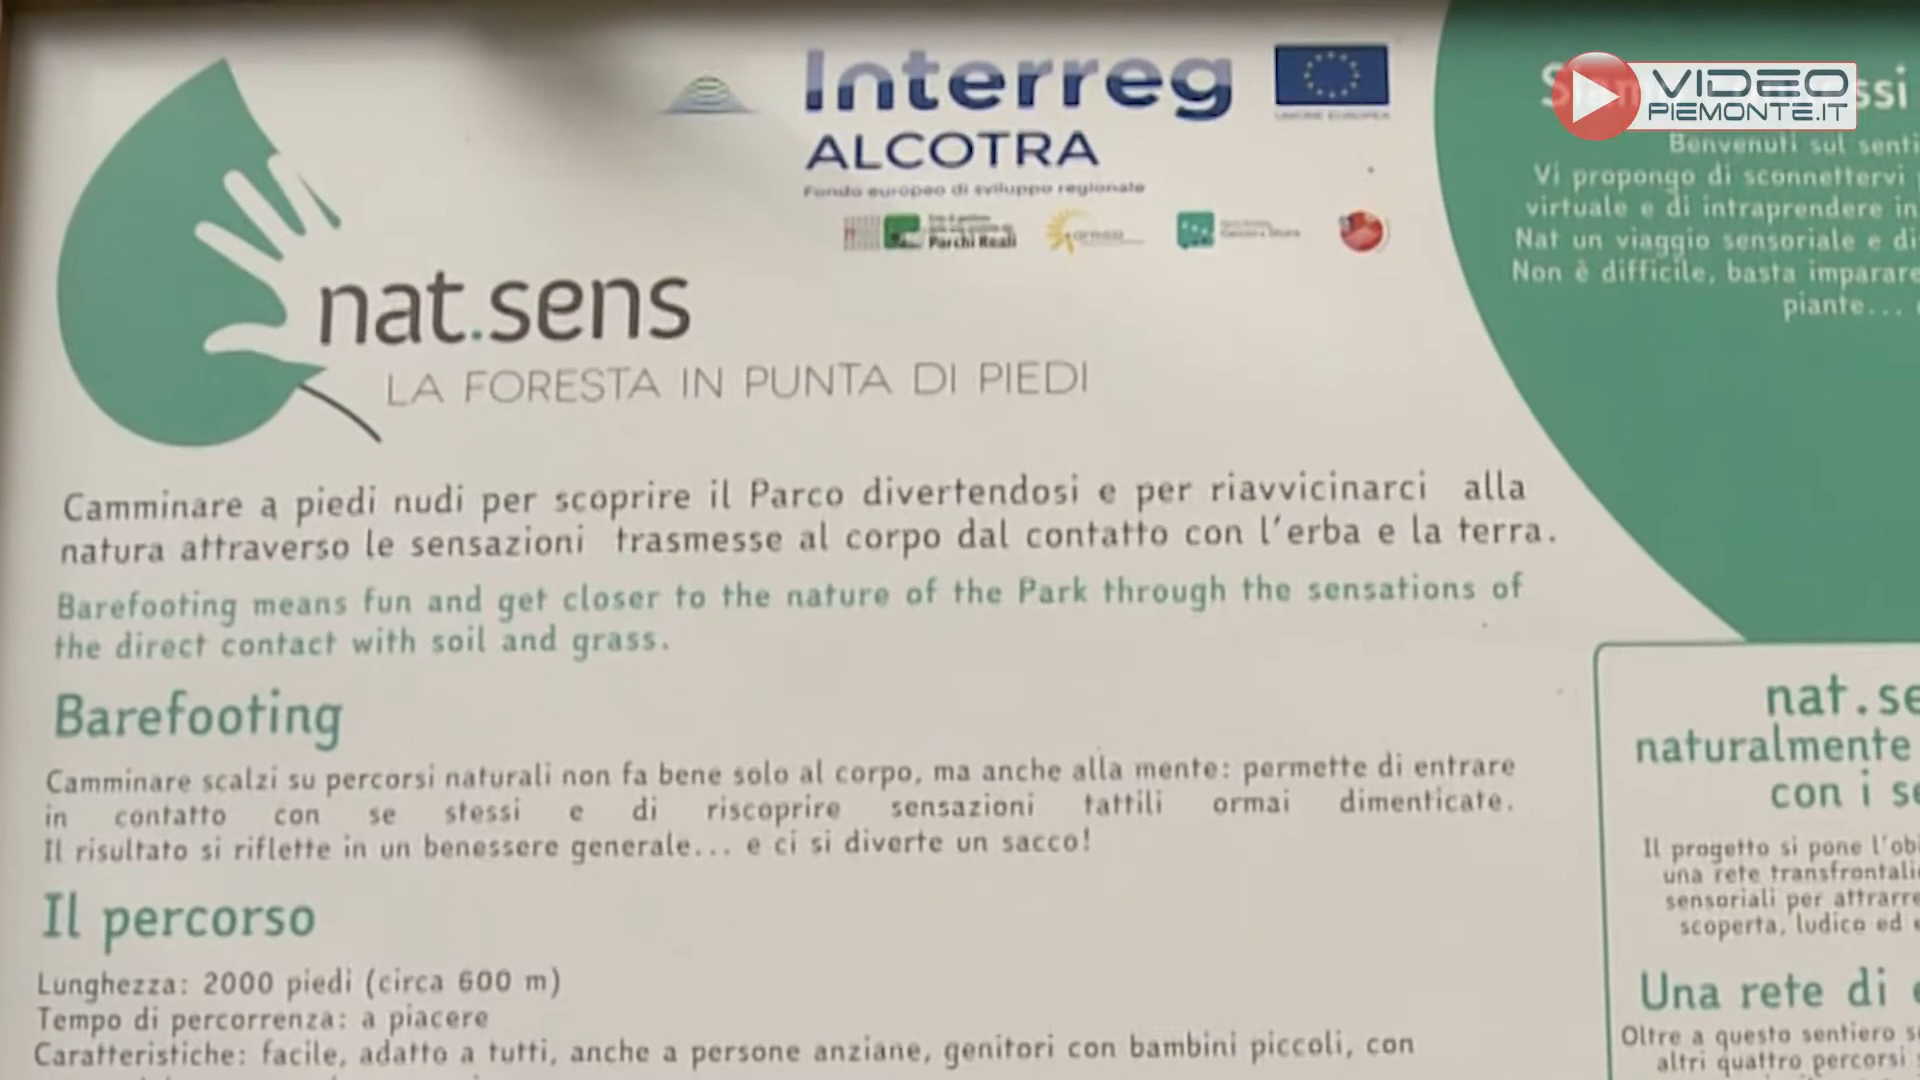 Interreg
ALCOTRA
Fondo europeo di sviluppo regionale
UNIONE EUROPEA
Parchi Reali
nat.sens
LA FORESTA IN PUNTA DI PIEDI
Camminare a piedi nudi per scoprire il Parco divertendosi e per riavvicinarci alla
natura attraverso le sensazioni trasmesse al corpo dal contatto con l'erba e la terra.
Barefooting means fun and get closer to the nature of the Park through the sensations of
the direct contact with soil and grass.
Barefooting
Camminare scalzi su percorsi naturali non fa bene solo al corpo, ma anche alla mente: permette di entrare
in contatto con se stessi e di riscoprire sensazioni tattili ormai dimenticate.
Il risultato si riflette in un benessere generale... e ci si diverte un sacco!
Il percorso
Lunghezza: 2000 piedi (circa 600 m)
Tempo di percorrenza: a piacere
Caratteristiche: facile, adatto a tutti, anche a persone anziane, genitori con bambini piccoli, con
VIDEO
PIEMONTE.IT
Benvenuti sul senti
Vi propongo di sconnettervi
virtuale e di intraprendere in
Nat un viaggio sensoriale e di
Non è difficile, basta imparare
piante...
nat.se
naturalmente
con i se
Il progetto si pone l'obi
una rete transfrontali
sensoriali per attrarre
scoperta, ludico ed e
Una rete di e
Oltre a questo sentiero s
altri quattro percorsi